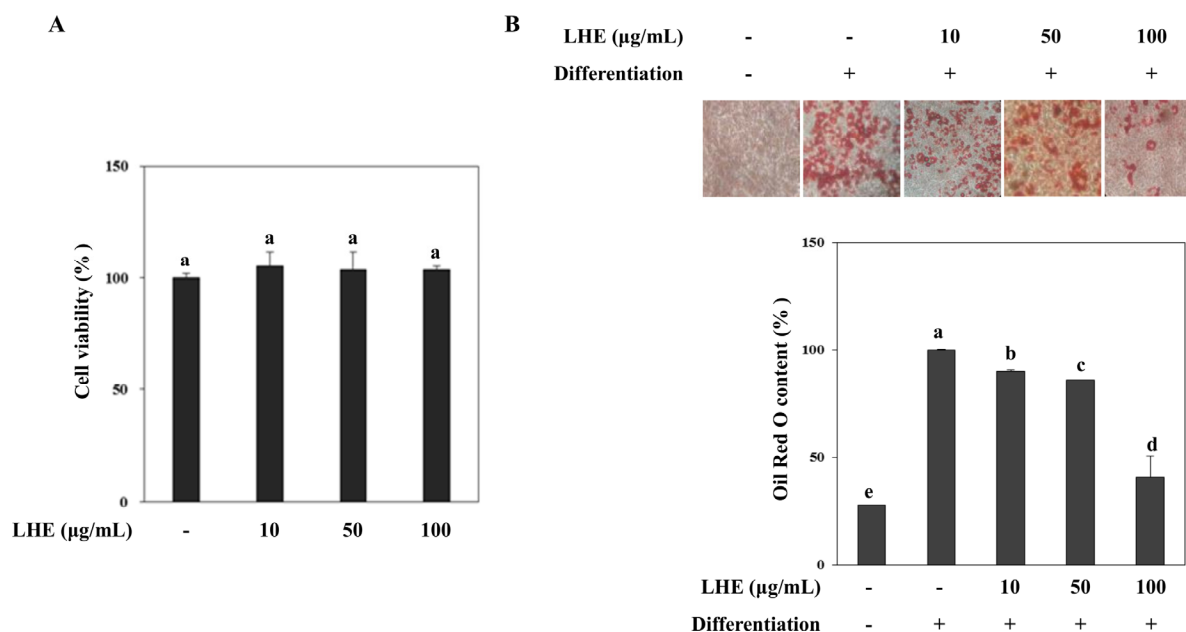 A
150
100
50
0
Cell viability (% )
a a a a
LHE (µg/mL) - 10 50 100
B
LHE (µg/mL) - - 10 50 100
Differentiation - + + + +
150
100
50
0
Oil Red O content (% )
e a b c d
LHE (µg/mL) - - 10 50 100
Differentiation - + + + +